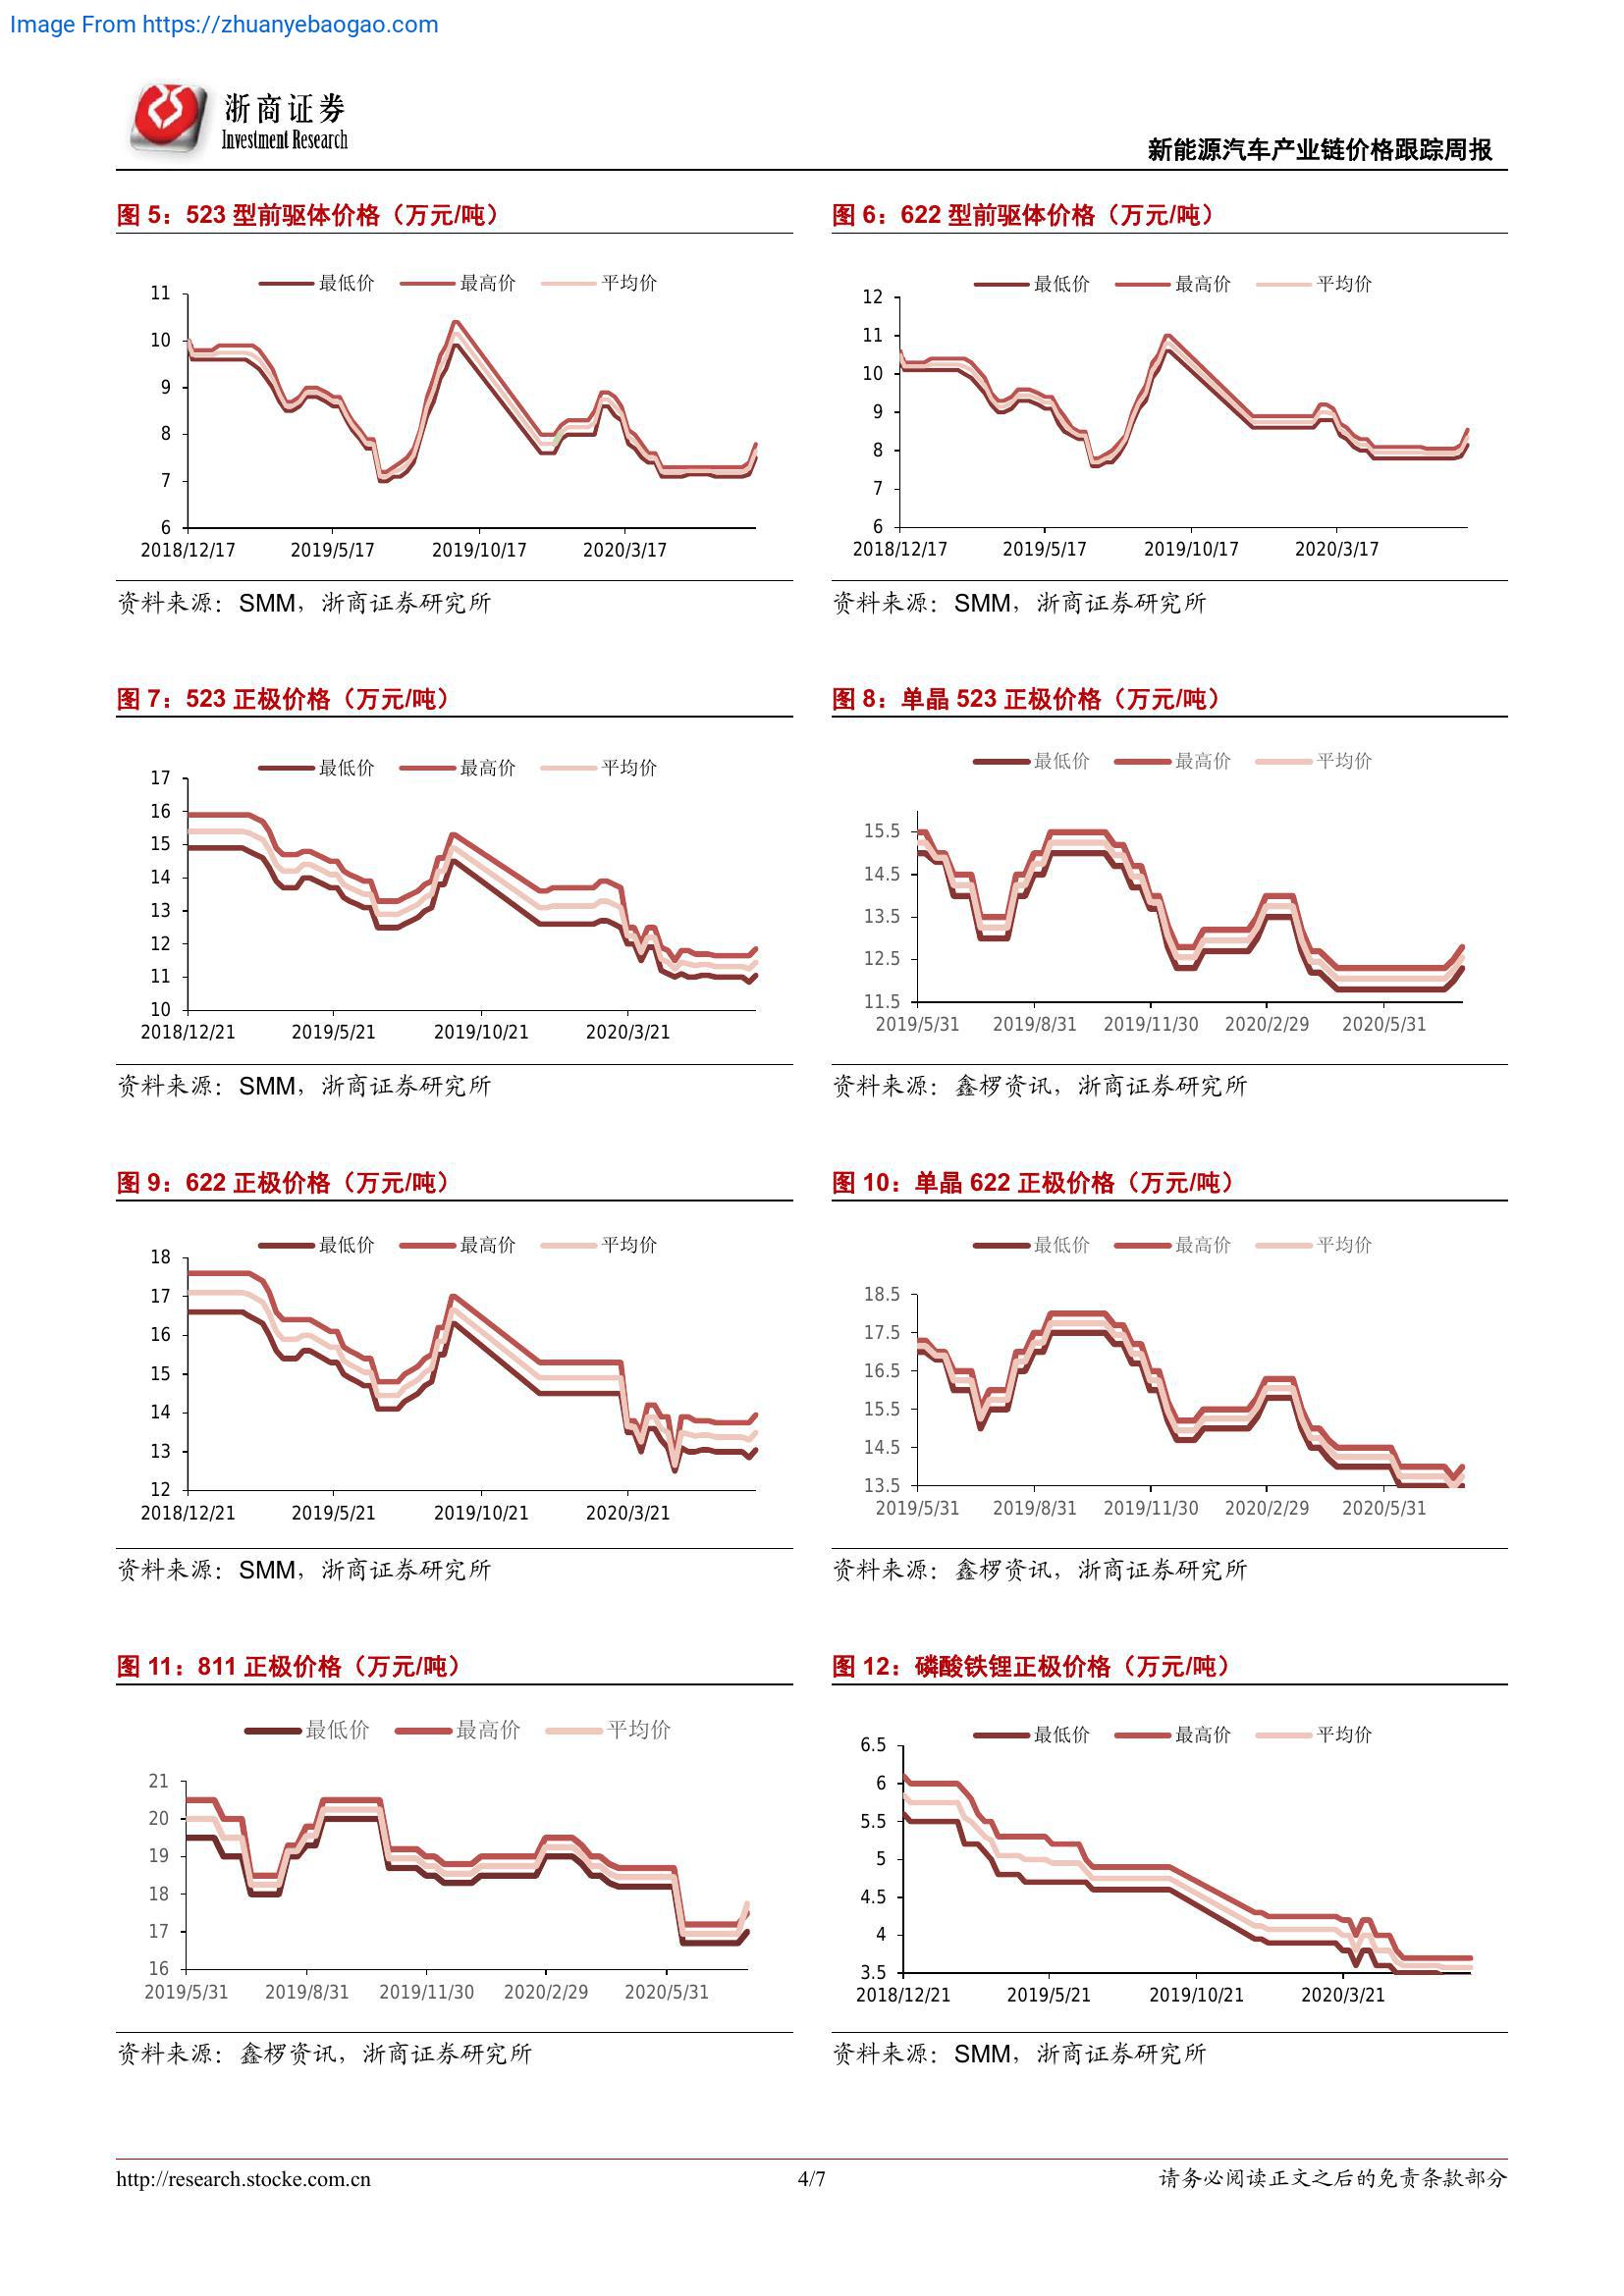 Image From https://zhuanyebaogao.com
浙商证券
Investment Research
新能源汽车产业链价格跟踪周报
图 5：523 型前驱体价格（万元/吨）
最低价 最高价 平均价
11
10
9
8
7
6
2018/12/17 2019/5/17 2019/10/17 2020/3/17
资料来源：SMM，浙商证券研究所
图 6：622 型前驱体价格（万元/吨）
最低价 最高价 平均价
12
11
10
9
8
7
6
2018/12/17 2019/5/17 2019/10/17 2020/3/17
资料来源：SMM，浙商证券研究所
图 7：523 正极价格（万元/吨）
最低价 最高价 平均价
17
16
15
14
13
12
11
10
2018/12/21 2019/5/21 2019/10/21 2020/3/21
资料来源：SMM，浙商证券研究所
图 8：单晶 523 正极价格（万元/吨）
最低价 最高价 平均价
15.5
14.5
13.5
12.5
11.5
2019/5/31 2019/8/31 2019/11/30 2020/2/29 2020/5/31
资料来源：鑫椤资讯，浙商证券研究所
图 9：622 正极价格（万元/吨）
最低价 最高价 平均价
18
17
16
15
14
13
12
2018/12/21 2019/5/21 2019/10/21 2020/3/21
资料来源：SMM，浙商证券研究所
图 10：单晶 622 正极价格（万元/吨）
最低价 最高价 平均价
18.5
17.5
16.5
15.5
14.5
13.5
2019/5/31 2019/8/31 2019/11/30 2020/2/29 2020/5/31
资料来源：鑫椤资讯，浙商证券研究所
图 11：811 正极价格（万元/吨）
最低价 最高价 平均价
21
20
19
18
17
16
2019/5/31 2019/8/31 2019/11/30 2020/2/29 2020/5/31
资料来源：鑫椤资讯，浙商证券研究所
图 12：磷酸铁锂正极价格（万元/吨）
最低价 最高价 平均价
6.5
6
5.5
5
4.5
4
3.5
2018/12/21 2019/5/21 2019/10/21 2020/3/21
资料来源：SMM，浙商证券研究所
http://research.stocke.com.cn 4/7 请务必阅读正文之后的免责条款部分